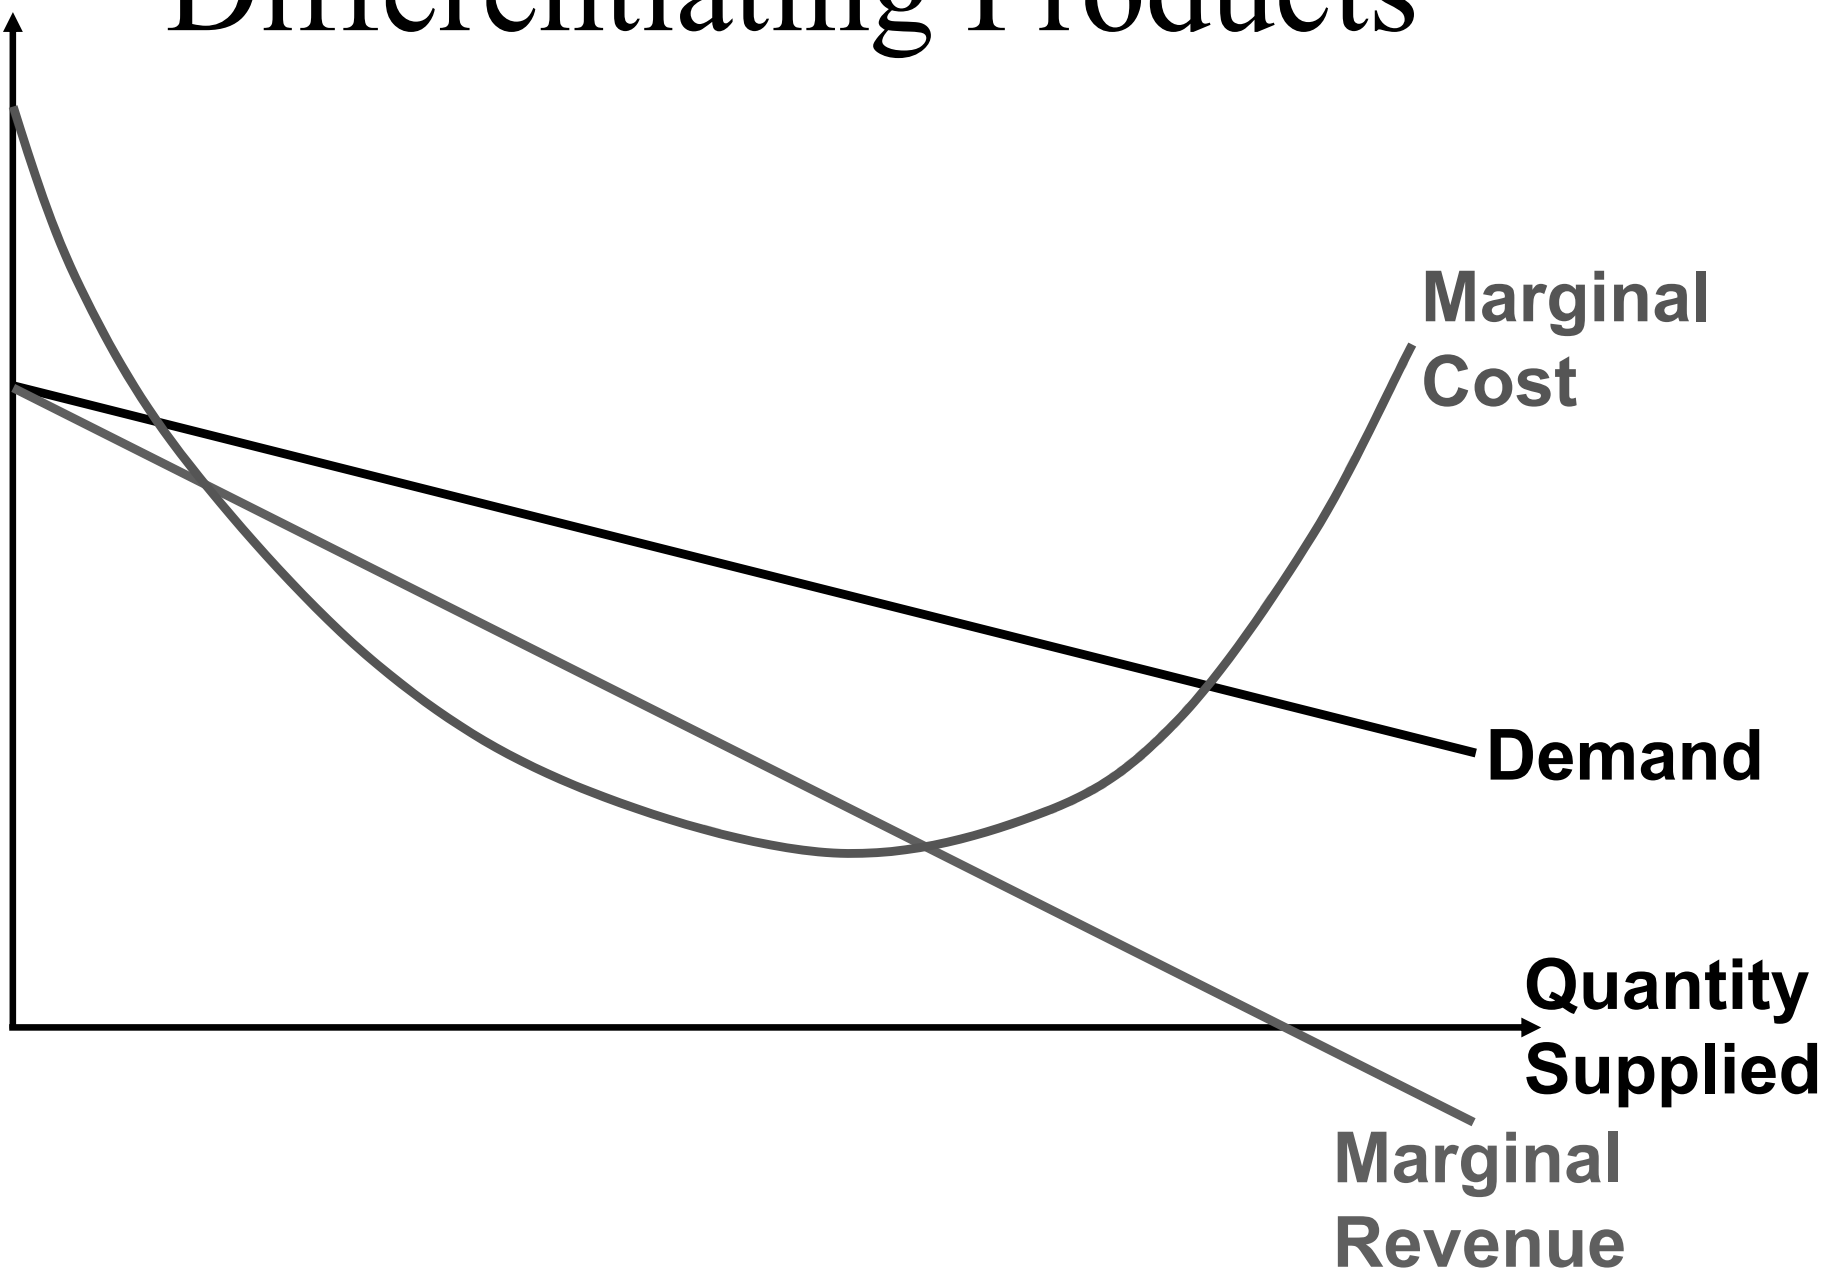 Differentiating Products
Marginal
Cost
Demand
Quantity
Supplied
Marginal
Revenue